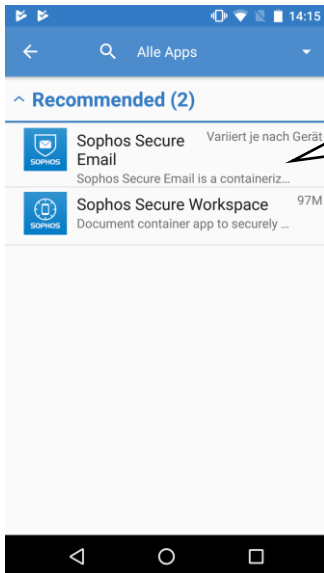 14:15
Alle Apps
Recommended (2)
Sophos Secure Email
Variiert je nach Gerät
Sophos Secure Email is a containeriz...
SOPHOS
Sophos Secure Workspace
97M
Document container app to securely ...
SOPHOS